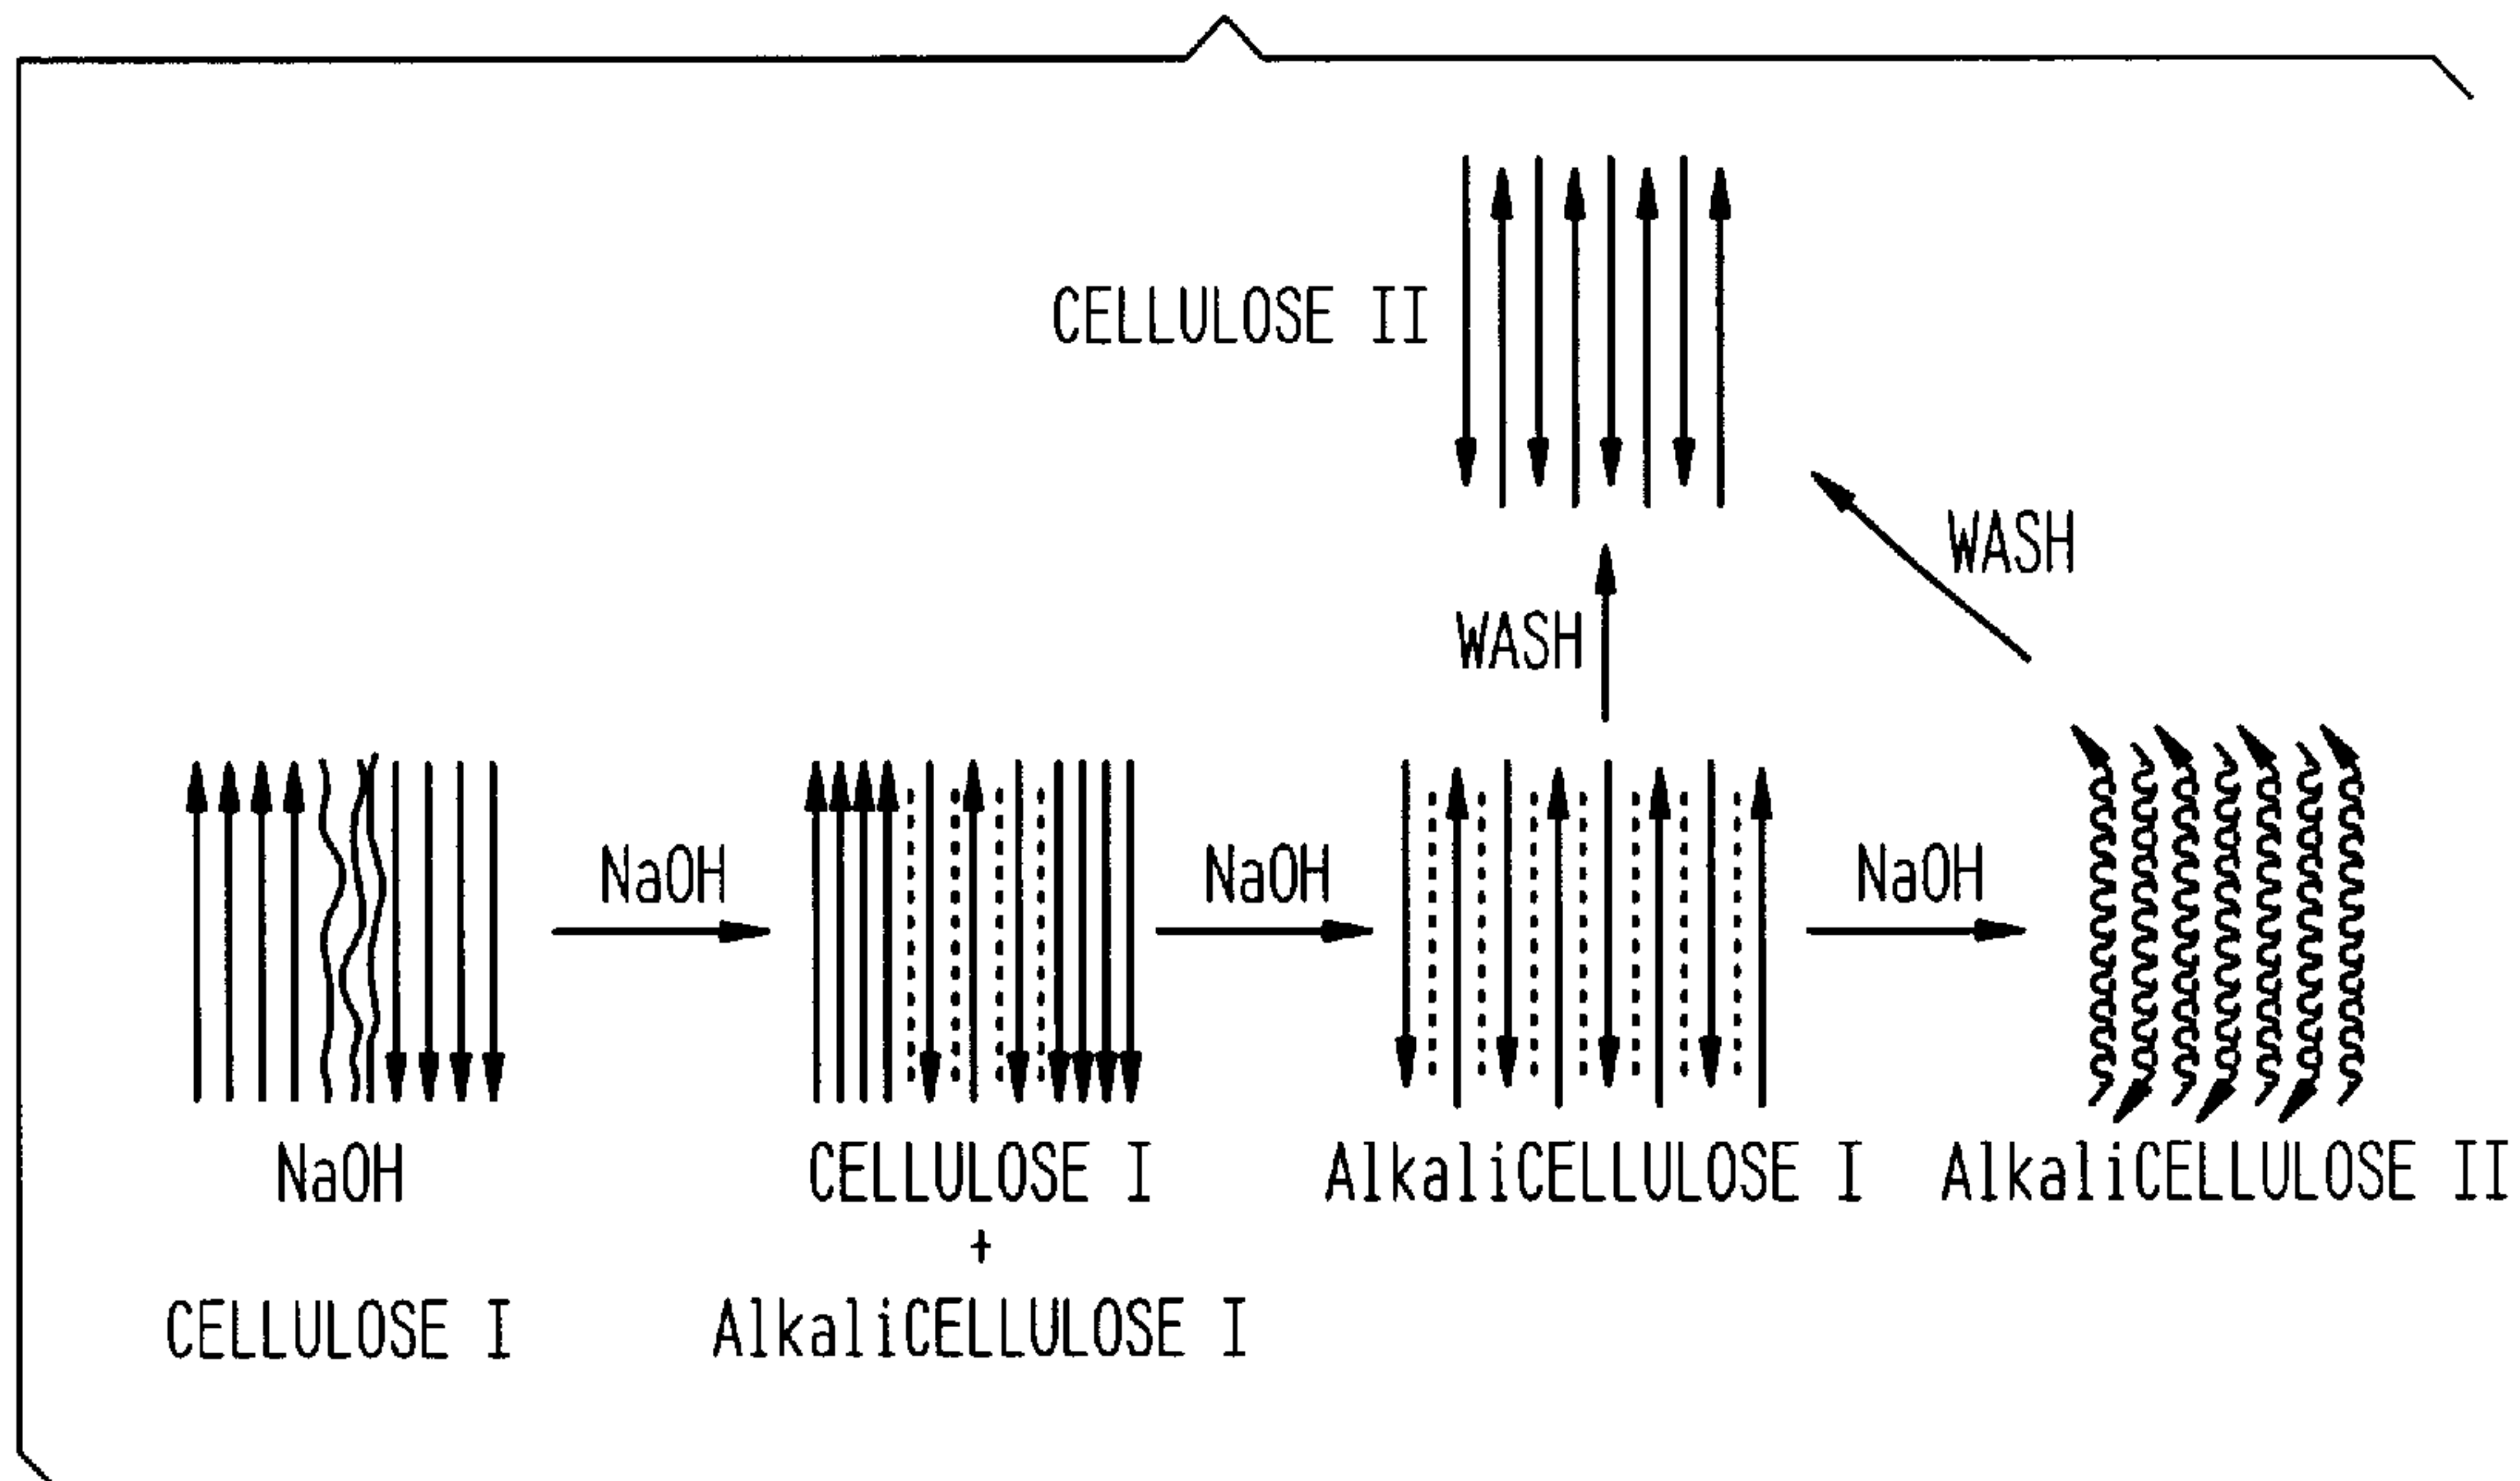 CELLULOSE II
WASH
WASH
NaOH
NaOH
NaOH
NaOH
CELLULOSE I
CELLULOSE I
+
AlkaliCELLULOSE I
AlkaliCELLULOSE I
AlkaliCELLULOSE II